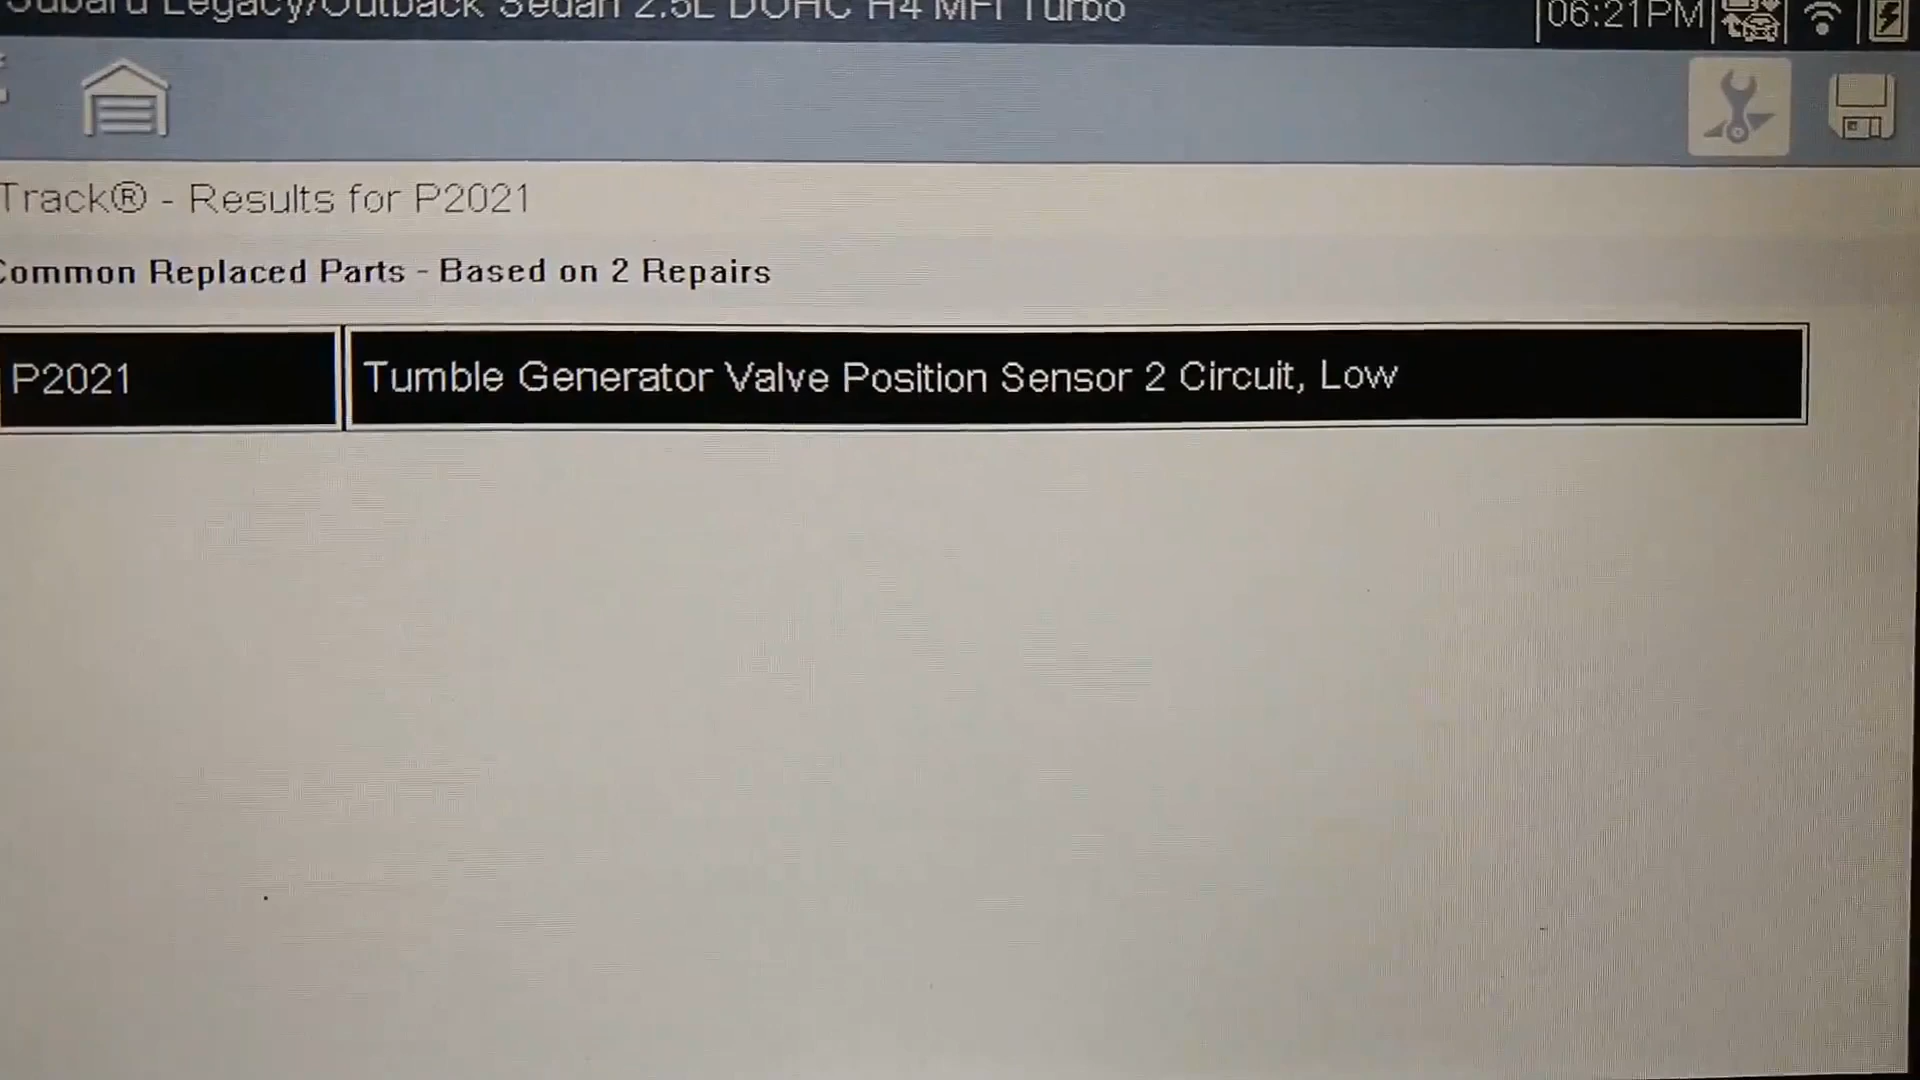 Subaru Legacy/Outback Sedan 2.5L DOHC H4 MFI Turbo
06:21PM
Track® - Results for P2021
Common Replaced Parts - Based on 2 Repairs
P2021 Tumble Generator Valve Position Sensor 2 Circuit, Low